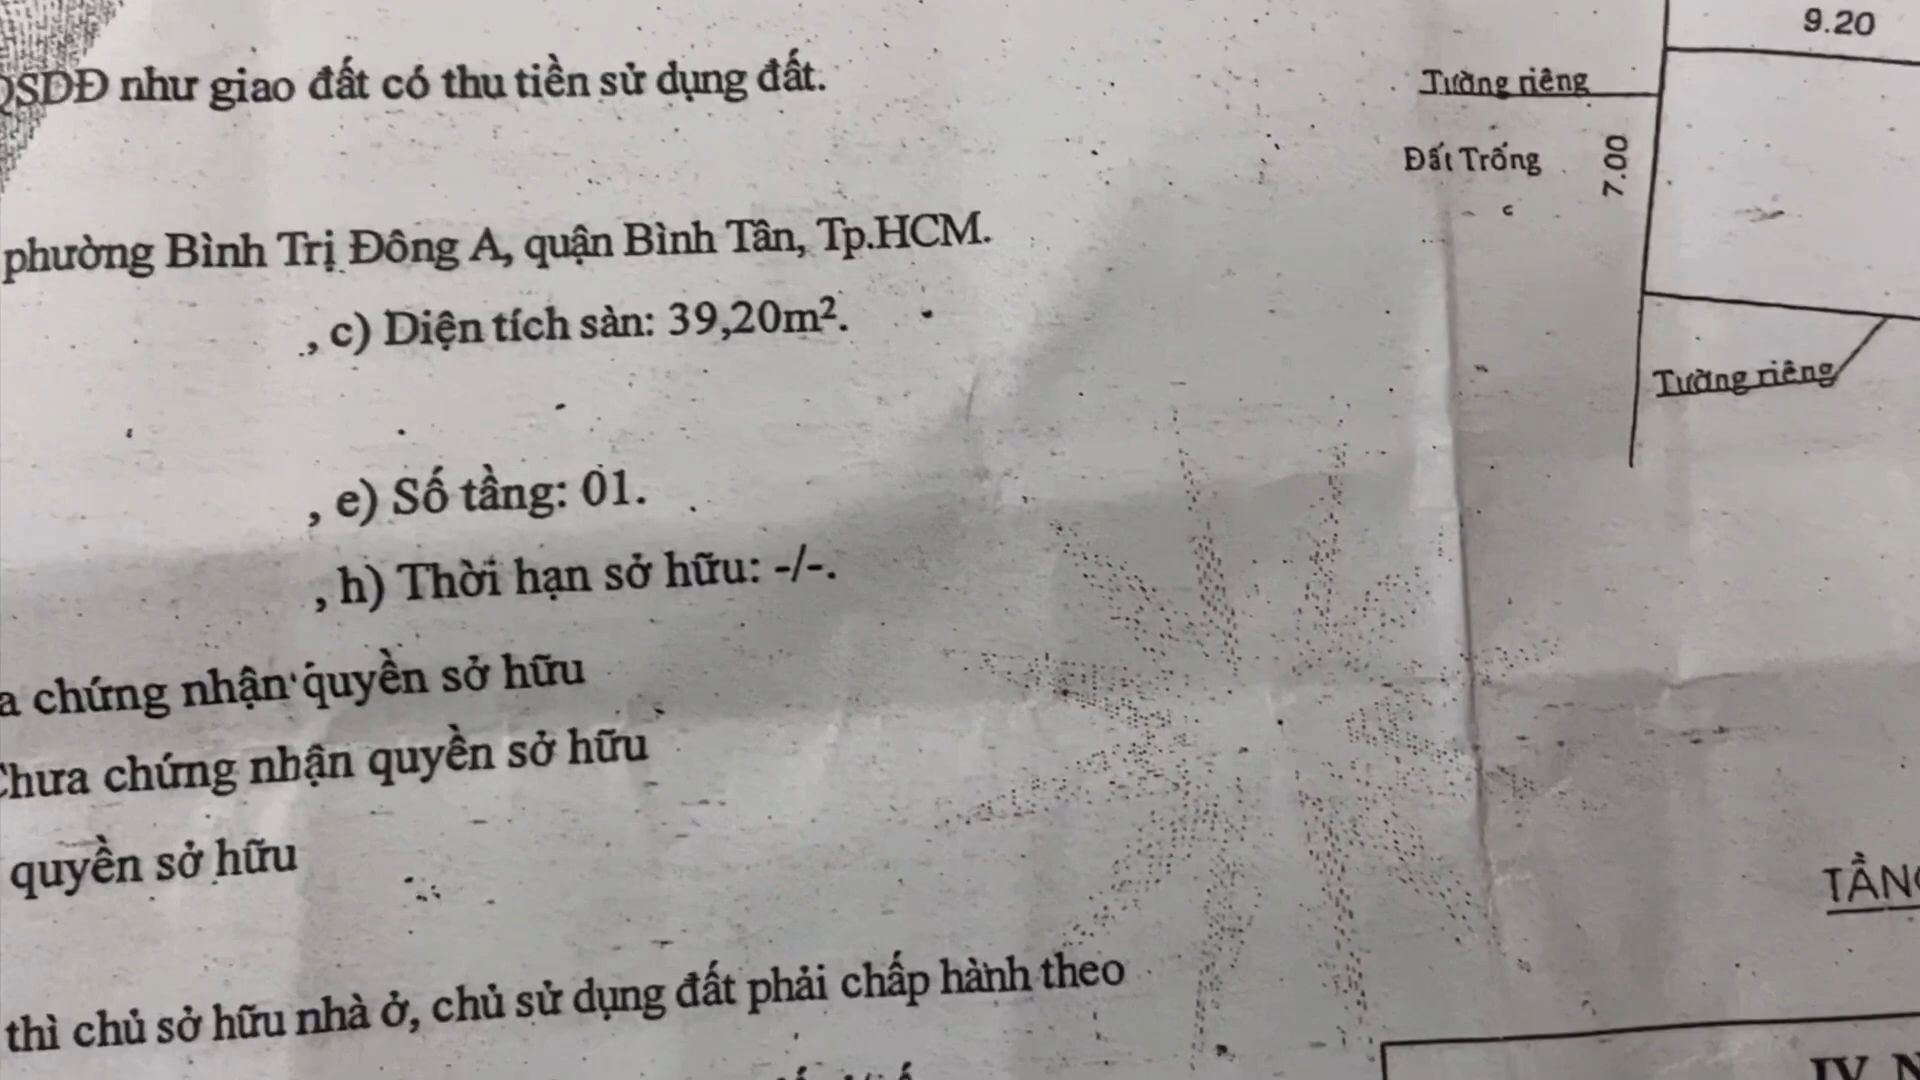 QSDĐ như giao đất có thu tiền sử dụng đất.
phường Bình Trị Đông A, quận Bình Tân, Tp.HCM.
, c) Diện tích sàn: 39,20m².
, e) Số tầng: 01.
, h) Thời hạn sở hữu: -/-.
a chứng nhận quyền sở hữu
Chưa chứng nhận quyền sở hữu
quyền sở hữu
thì chủ sở hữu nhà ở, chủ sử dụng đất phải chấp hành theo
9.20
Tường riêng
Đất Trống
7.00
Tường riêng
TẦNG
IV. N